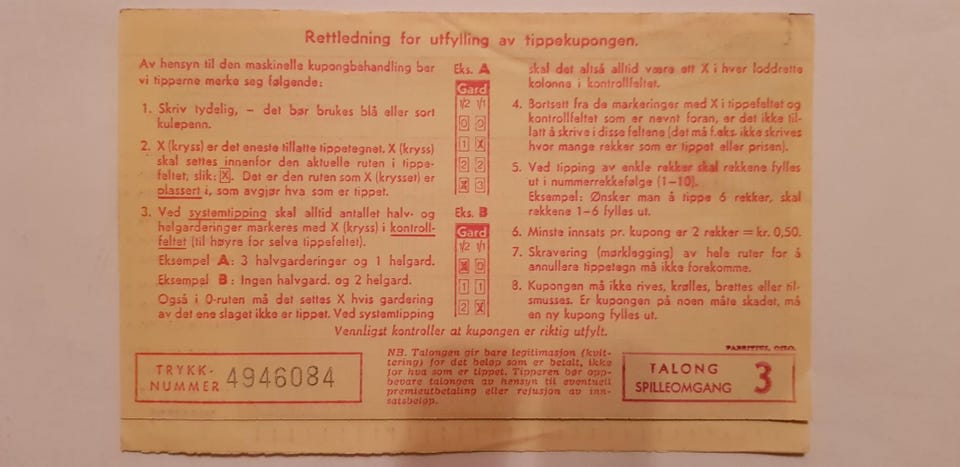 Rettledning for utfylling av tippekupongen.
Av hensyn til den maskinelle kupongbehandling bør
vi tipperne merke seg følgende:
1. Skriv tydelig, – det bør brukes blå eller sort
kulepenn.
2. X (kryss) er det eneste tillatte tippetegnet. X (kryss)
skal settes innenfor den aktuelle ruten i tippe-
feltet, slik: X. Det er den ruten som X (krysset) er
plassert i, som avgjør hva som er tippet.
3. Ved systemtipping skal alltid antallet halv- og
helgarderinger markeres med X (kryss) i kontroll-
feltet (til høyre for selve tippefeltet).
Eksempel A: 3 halvgarderinger og 1 helgard.
Eksempel B: Ingen halvgard. og 2 helgard.
Også i 0-ruten må det settes X hvis gardering
av det ene slaget ikke er tippet. Ved systemtipping
Eks. A
Gard
1/2 1/1
0 0
1 X
2 2
X 3
Eks. B
Gard
1/2 1/1
X 0
1 1
2 X
skal det altså alltid være ett X i hver loddrette
kolonne i kontrollfeltet.
4. Bortsett fra de markeringer med X i tippefeltet og
kontrollfeltet som er nevnt foran, er det ikke til-
latt å skrive i disse feltene (det må f.eks. ikke skrives
hvor mange rekker som er tippet eller prisen).
5. Ved tipping av enkle rekker skal rekkene fylles
ut i nummerrekkefølge (1–10).
Eksempel: Ønsker man å tippe 6 rekker, skal
rekkene 1–6 fylles ut.
6. Minste innsats pr. kupong er 2 rekker = kr. 0,50.
7. Skravering (mørklegging) av hele ruter for å
annullere tippetegn må ikke forekomme.
8. Kupongen må ikke rives, krølles, brettes eller til-
smusses. Er kupongen på noen måte skadet, må
en ny kupong fylles ut.
Vennligst kontroller at kupongen er riktig utfylt.
FABRITIUS, OSLO.
TRYKK-
NUMMER 4946084
NB. Talongen gir bare legitimasjon (kvit-
tering) for det beløp som er betalt, ikke
for hva som er tippet. Tipperen bør opp-
bevare talongen av hensyn til eventuell
premieutbetaling eller refusjon av inn-
satsbeløp.
TALONG
SPILLEOMGANG 3